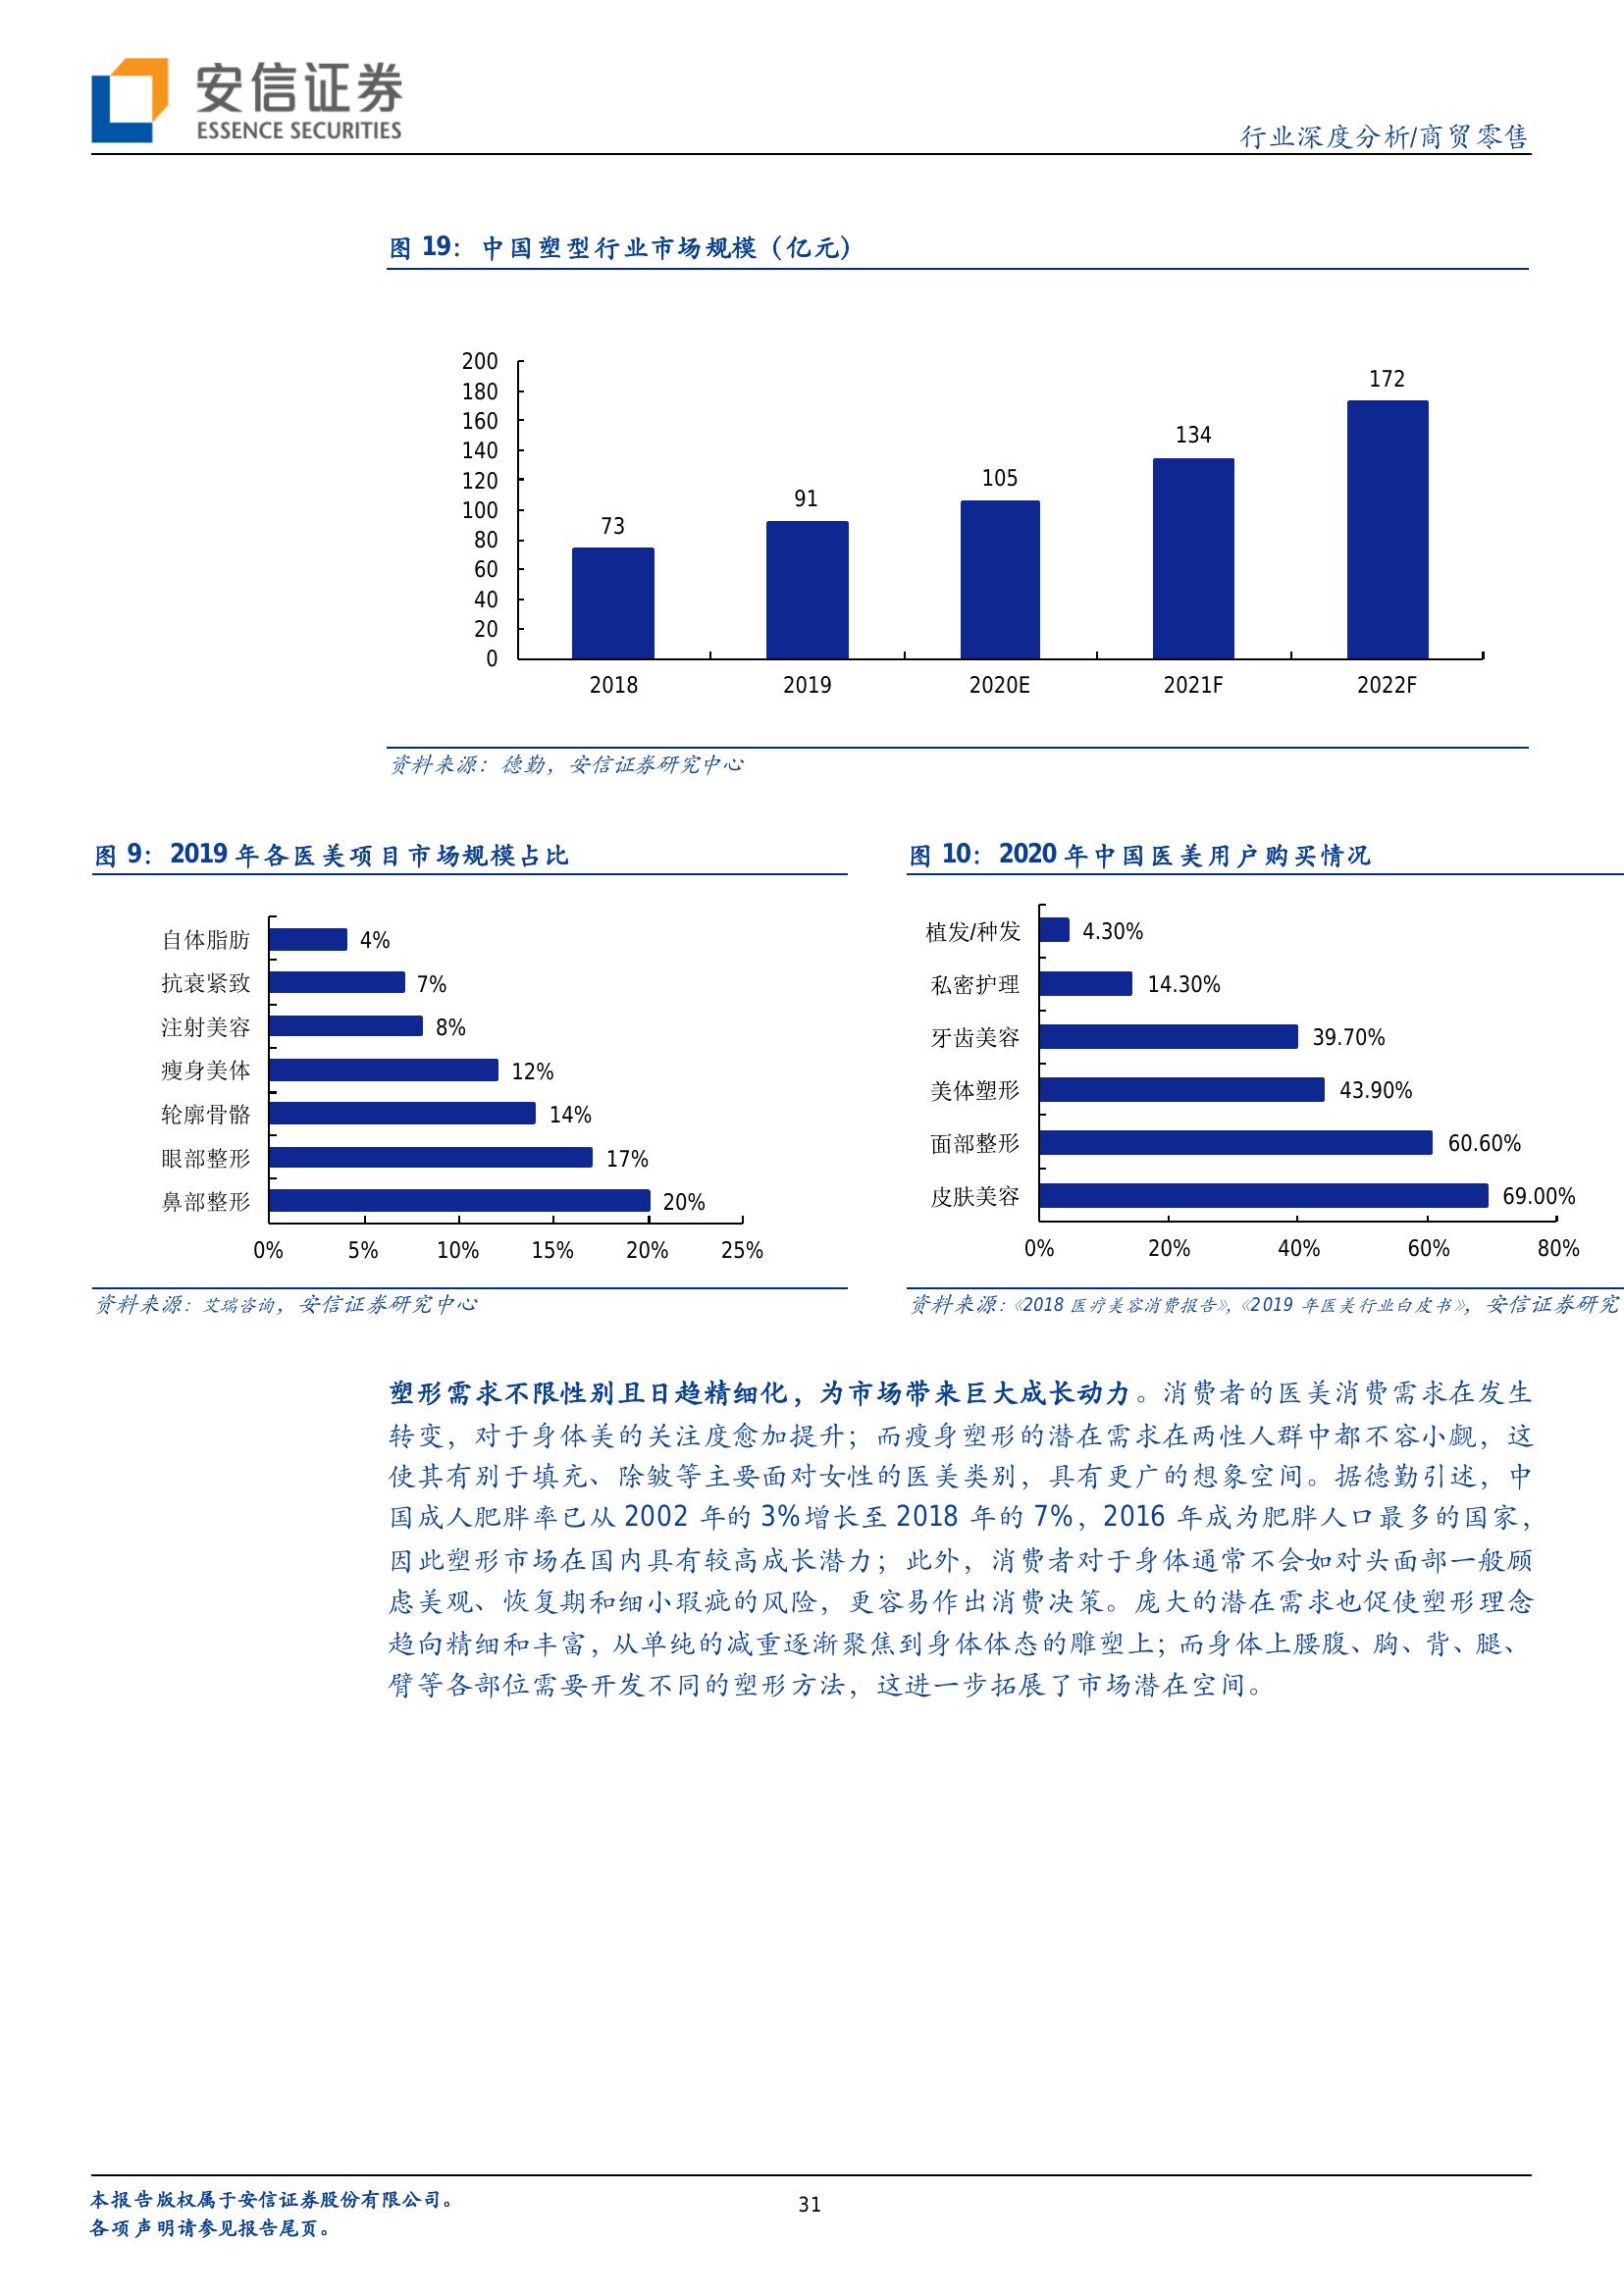 安信证券
ESSENCE SECURITIES
行业深度分析/商贸零售
图 19：中国塑型行业市场规模（亿元）
200
180
160
140
120
100
80
60
40
20
0
73
91
105
134
172
2018
2019
2020E
2021F
2022F
资料来源：德勤，安信证券研究中心
图 9：2019 年各医美项目市场规模占比
自体脂肪 4%
抗衰紧致 7%
注射美容 8%
瘦身美体 12%
轮廓骨骼 14%
眼部整形 17%
鼻部整形 20%
0% 5% 10% 15% 20% 25%
资料来源：艾瑞咨询，安信证券研究中心
图 10：2020 年中国医美用户购买情况
植发/种发 4.30%
私密护理 14.30%
牙齿美容 39.70%
美体塑形 43.90%
面部整形 60.60%
皮肤美容 69.00%
0% 20% 40% 60% 80%
资料来源：《2018 医疗美容消费报告》，《2019 年医美行业白皮书》，安信证券研究
塑形需求不限性别且日趋精细化，为市场带来巨大成长动力。消费者的医美消费需求在发生
转变，对于身体美的关注度愈加提升；而瘦身塑形的潜在需求在两性人群中都不容小觑，这
使其有别于填充、除皱等主要面对女性的医美类别，具有更广的想象空间。据德勤引述，中
国成人肥胖率已从 2002 年的 3%增长至 2018 年的 7%，2016 年成为肥胖人口最多的国家，
因此塑形市场在国内具有较高成长潜力；此外，消费者对于身体通常不会如对头面部一般顾
虑美观、恢复期和细小瑕疵的风险，更容易作出消费决策。庞大的潜在需求也促使塑形理念
趋向精细和丰富，从单纯的减重逐渐聚焦到身体体态的雕塑上；而身体上腰腹、胸、背、腿、
臂等各部位需要开发不同的塑形方法，这进一步拓展了市场潜在空间。
本报告版权属于安信证券股份有限公司。
各项声明请参见报告尾页。
31